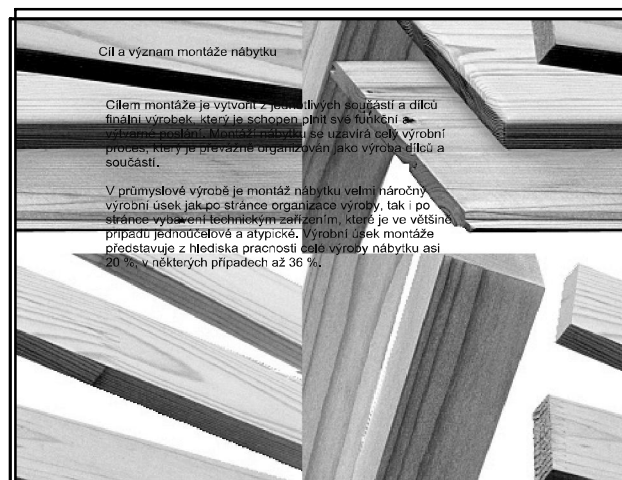 Cíl a význam montáže nábytku
Cílem montáže je vytvořit z jednotlivých součástí a dílců
finální výrobek, který je schopen plnit své funkční a
výtvarné poslání. Montáží nábytku se uzavírá celý výrobní
proces, který je převážně organizován jako výroba dílců a
součástí.
V průmyslové výrobě je montáž nábytku velmi náročný
výrobní úsek jak po stránce organizace výroby, tak i po
stránce vybavení technickým zařízením, které je ve většině
případu jednoúčelové a atypické. Výrobní úsek montáže
představuje z hlediska pracnosti celé výroby nábytku asi
20 %, v některých případech až 36 %.